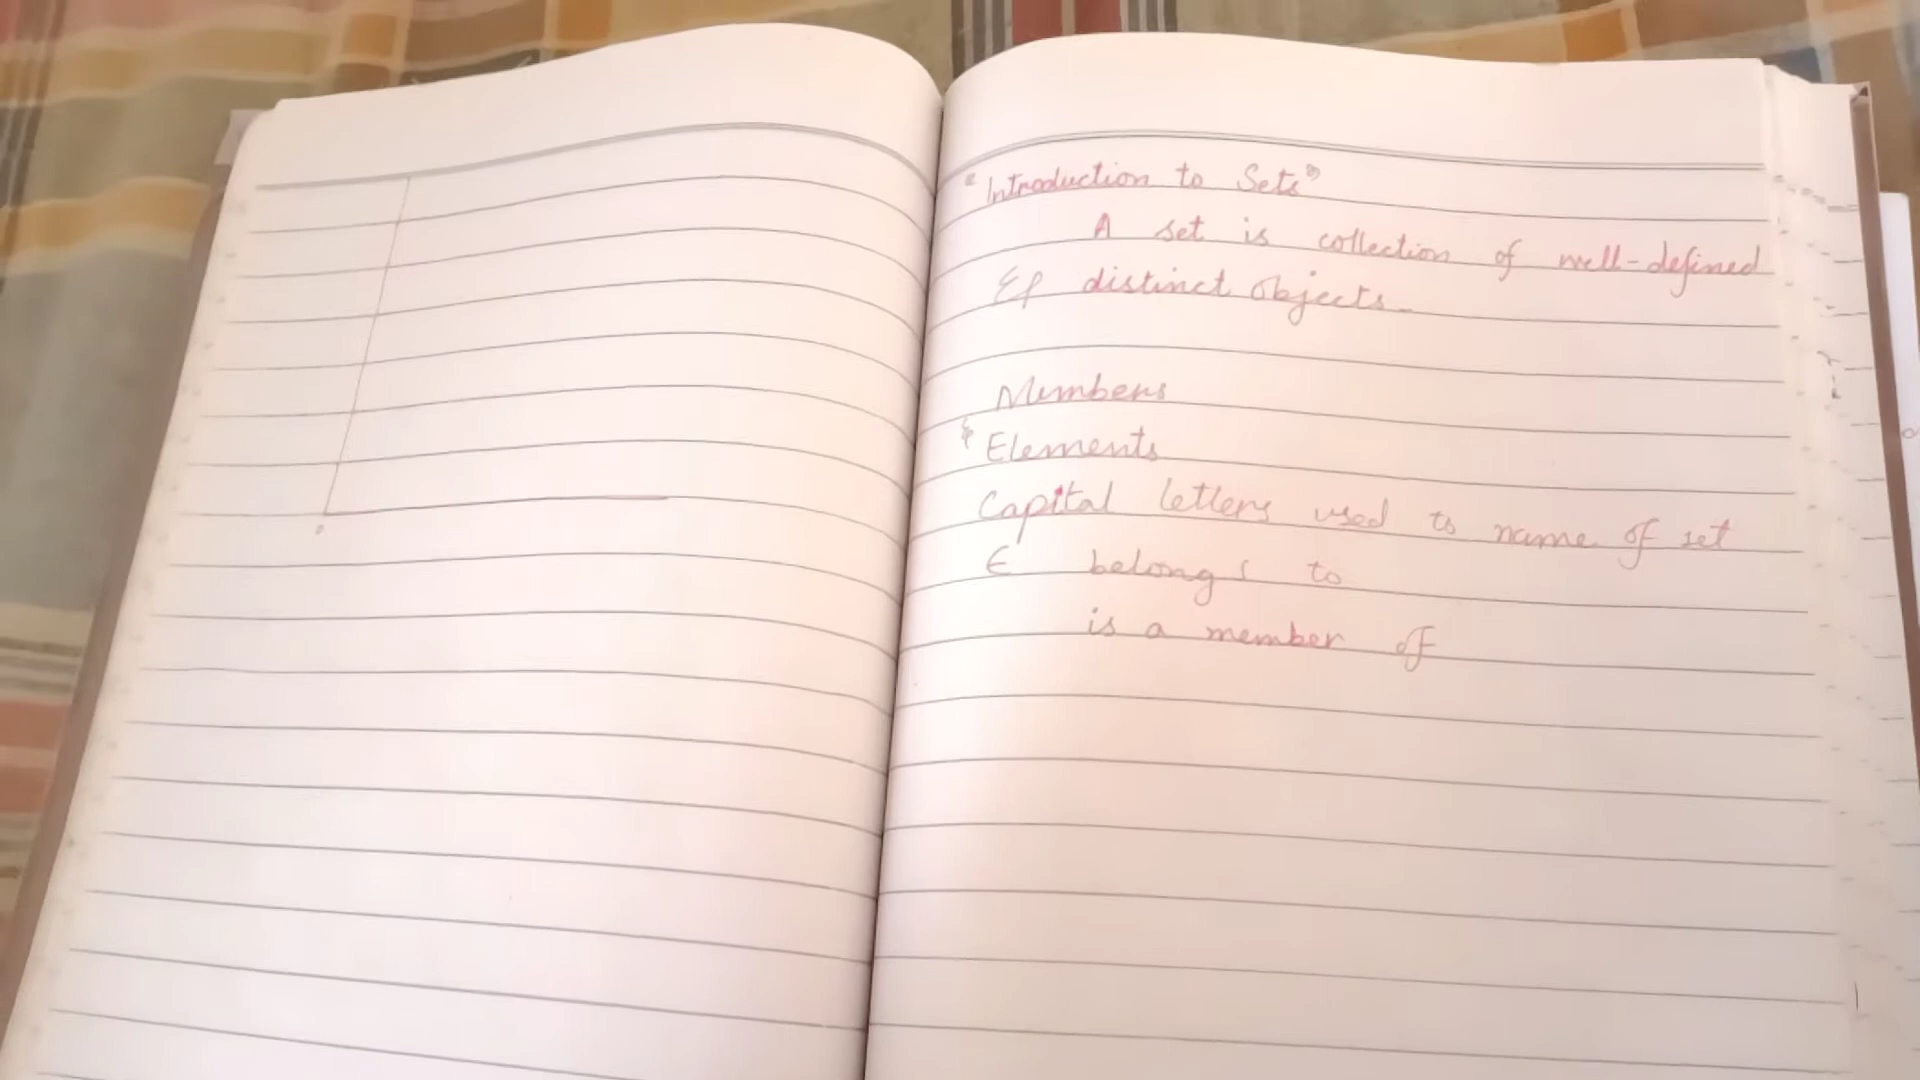 "Introduction to Sets"
A set is collection of well-defined
& distinct objects.
Members
& Elements
Capital letters used to name of set
∈ belongs to
is a member of